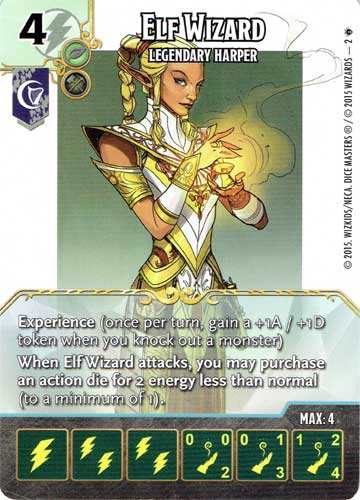 4
ELF WIZARD
LEGENDARY HARPER
© 2015 WIZKIDS/NECA. DICE MASTERS ®/© 2015 WIZARDS — 2
Experience (once per turn, gain a +1A / +1D
token when you knock out a monster)
When Elf Wizard attacks, you may purchase
an action die for 2 energy less than normal
(to a minimum of 1).
MAX: 4
0 0 2
0 1 2
1 2 4